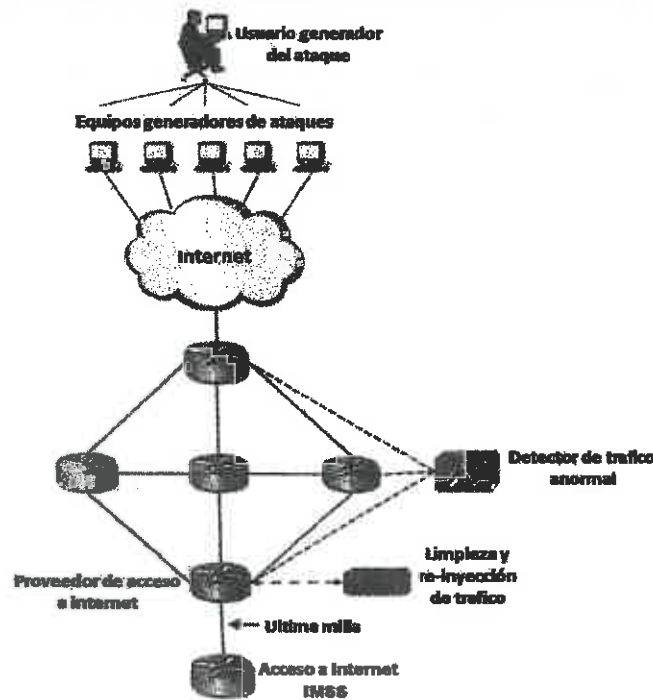 Usuario generador
del ataque
Equipos generadores de ataques
Internet
Detector de trafico
anormal
Limpieza y
re-inyección
de trafico
Proveedor de acceso
a internet
Ultima milla
Acceso a Internet
IMSS